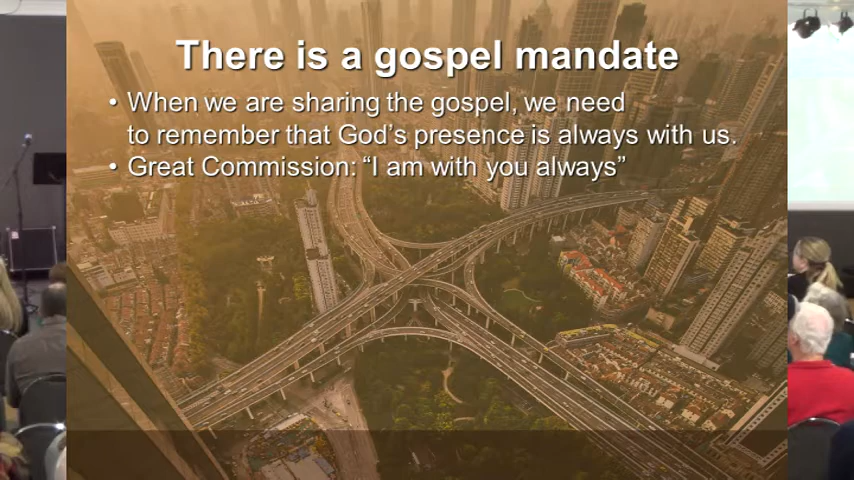 There is a gospel mandate
• When we are sharing the gospel, we need
to remember that God’s presence is always with us.
• Great Commission: “I am with you always”